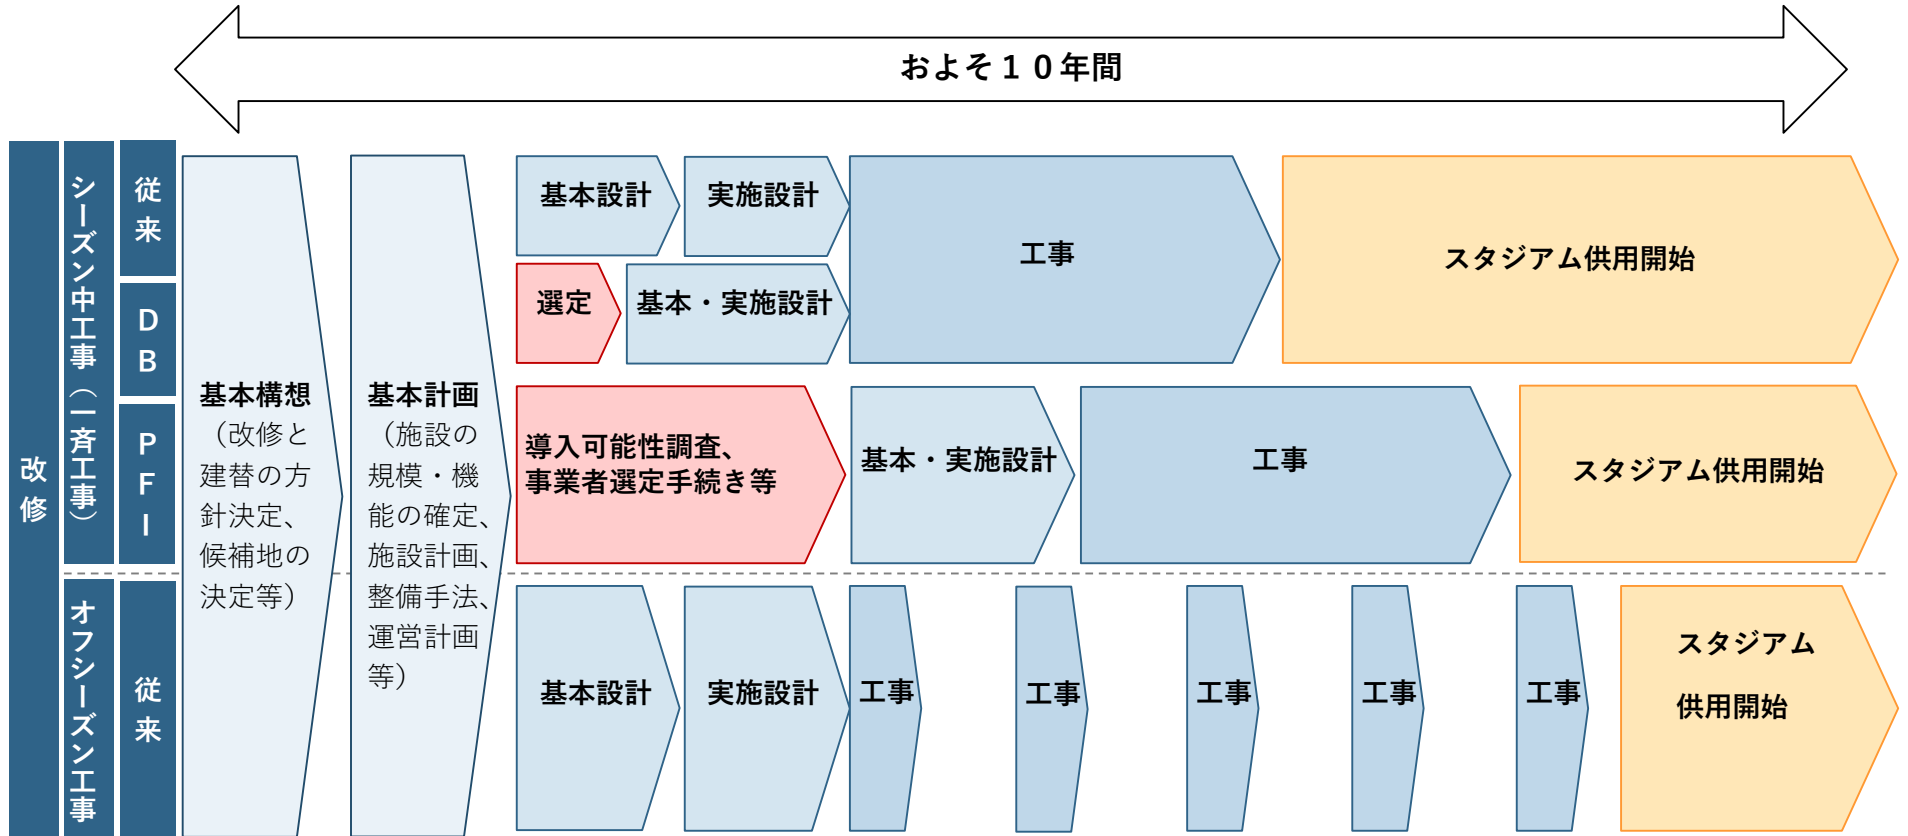 およそ１０年間
改修
シーズン中工事（一斉工事）
オフシーズン工事
従来
DB
PFI
従来
基本構想
（改修と
建替の方
針決定、
候補地の
決定等）
基本計画
（施設の
規模・機
能の確定、
施設計画、
整備手法、
運営計画
等）
基本設計
実施設計
選定
基本・実施設計
工事
スタジアム供用開始
導入可能性調査、
事業者選定手続き等
基本・実施設計
工事
スタジアム供用開始
基本設計
実施設計
工事
工事
工事
工事
工事
スタジアム
供用開始